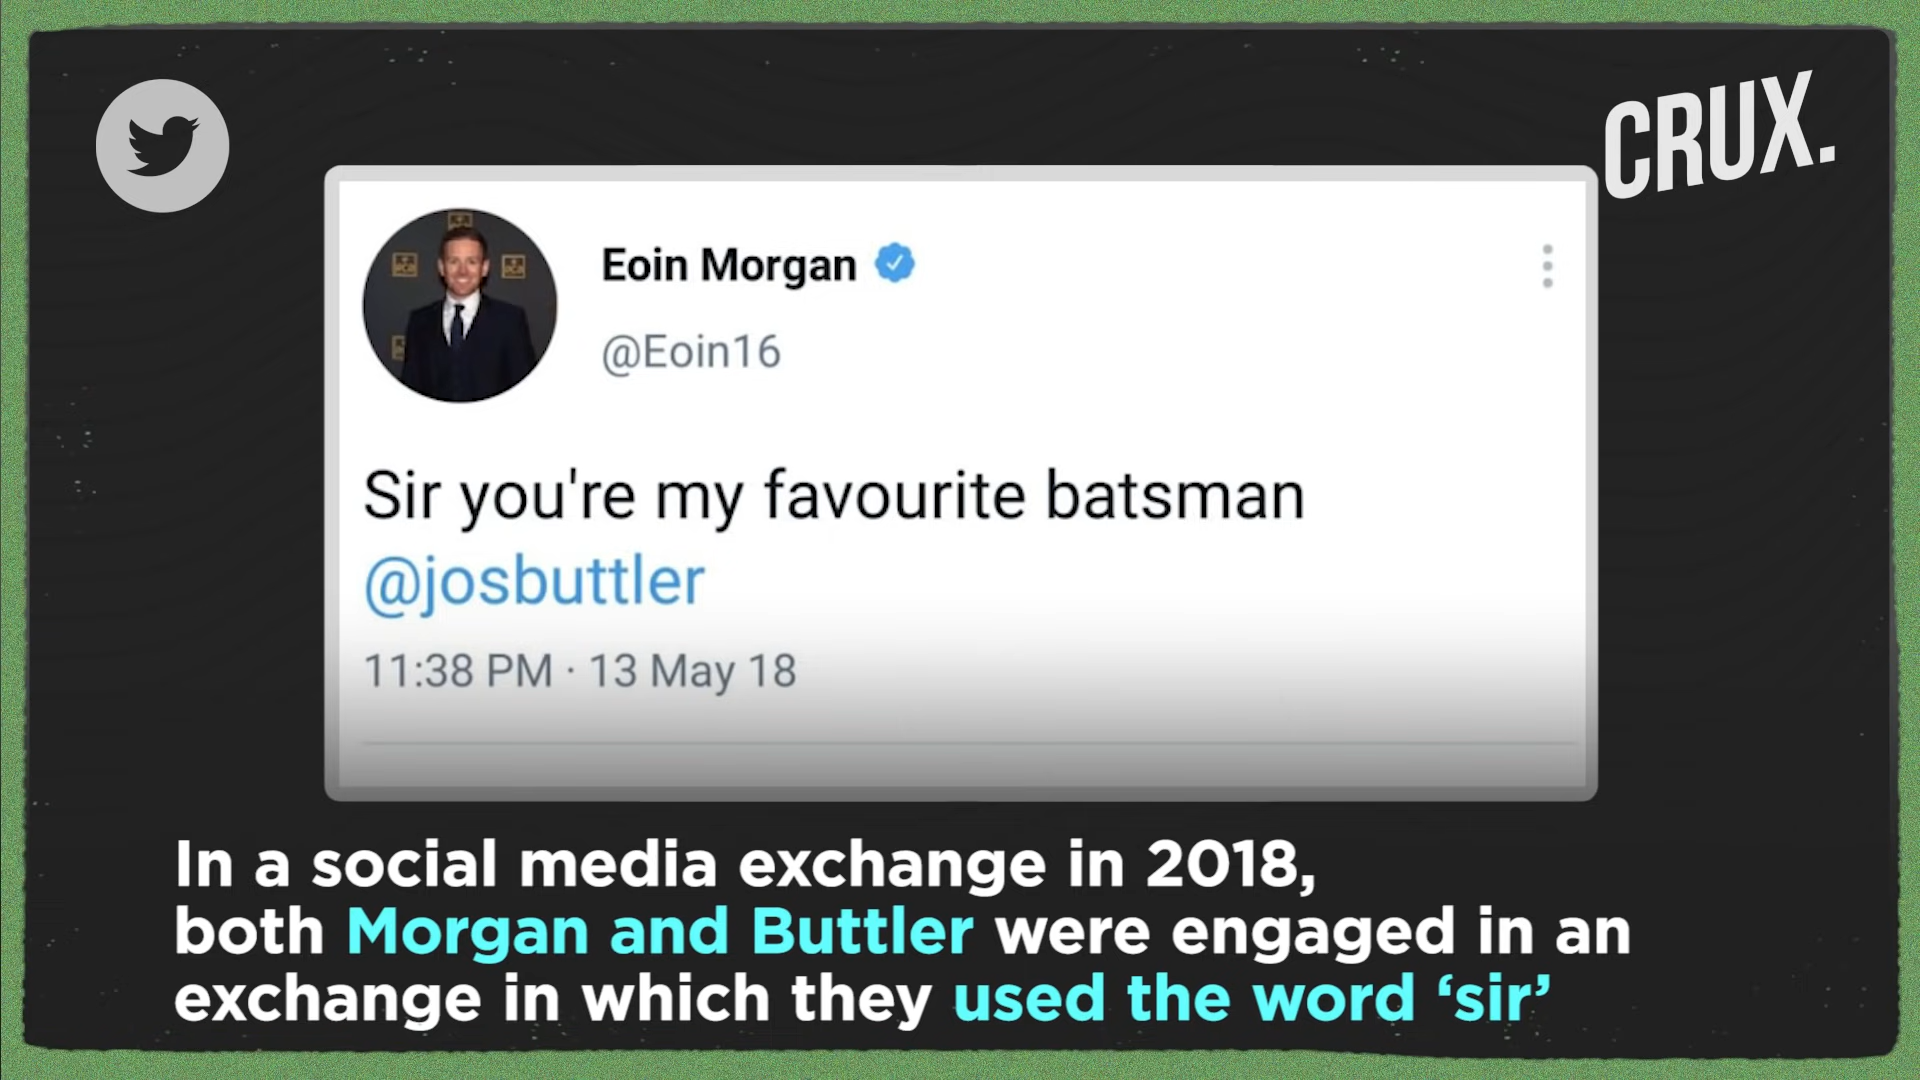 CRUX.
Eoin Morgan
@Eoin16
Sir you're my favourite batsman
@josbuttler
11:38 PM · 13 May 18
In a social media exchange in 2018,
both Morgan and Buttler were engaged in an
exchange in which they used the word ‘sir’